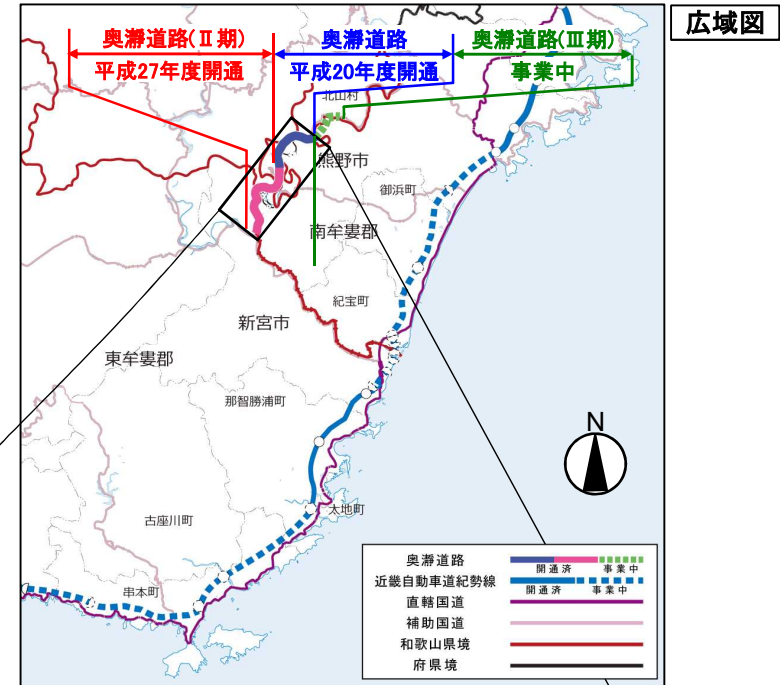 広域図
奥瀞道路(Ⅱ期)
平成27年度開通
奥瀞道路
平成20年度開通
奥瀞道路(Ⅲ期)
事業中
北山村
熊野市
御浜町
南牟婁郡
紀宝町
新宮市
東牟婁郡
那智勝浦町
太地町
古座川町
串本町
N
奥瀞道路
開通済
事業中
近畿自動車道紀勢線
開通済
事業中
直轄国道
補助国道
和歌山県境
府県境